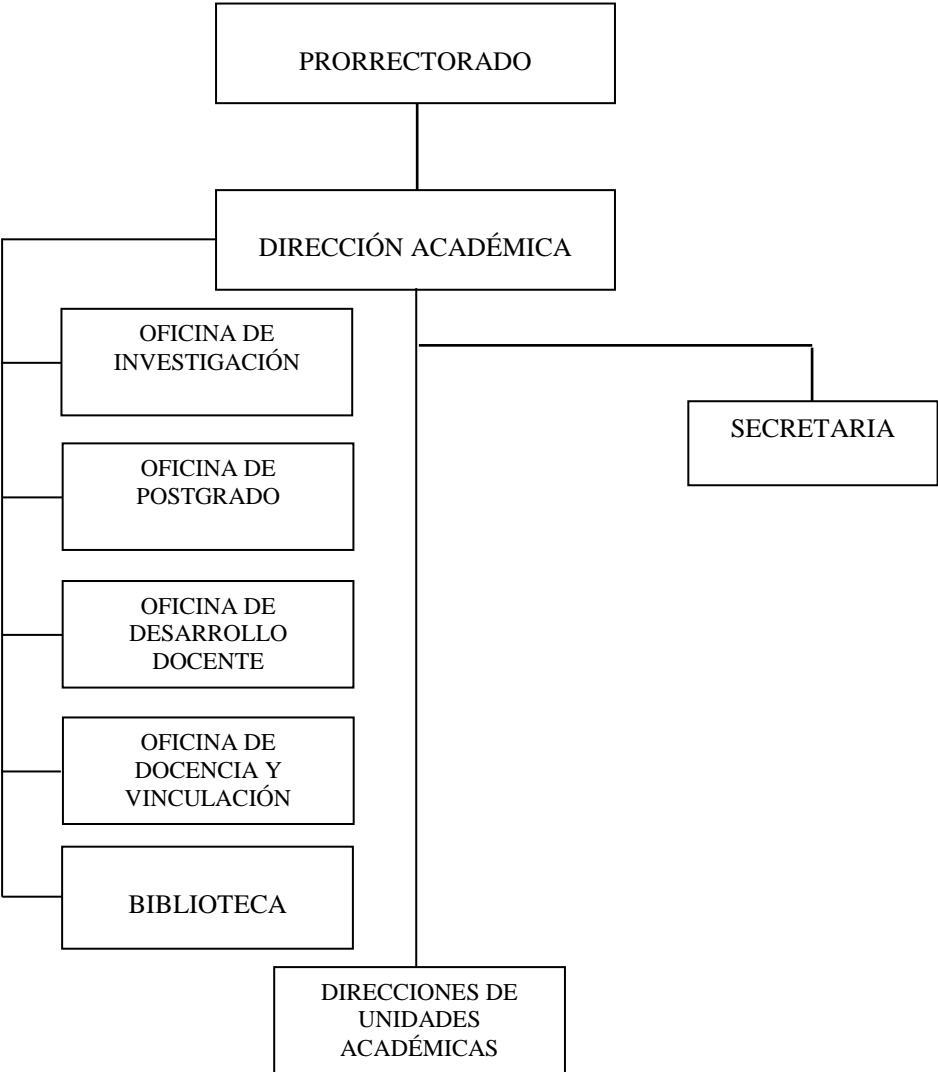 PRORRECTORADO
DIRECCIÓN ACADÉMICA
OFICINA DE
INVESTIGACIÓN
SECRETARIA
OFICINA DE
POSTGRADO
OFICINA DE
DESARROLLO
DOCENTE
OFICINA DE
DOCENCIA Y
VINCULACIÓN
BIBLIOTECA
DIRECCIONES DE
UNIDADES
ACADÉMICAS